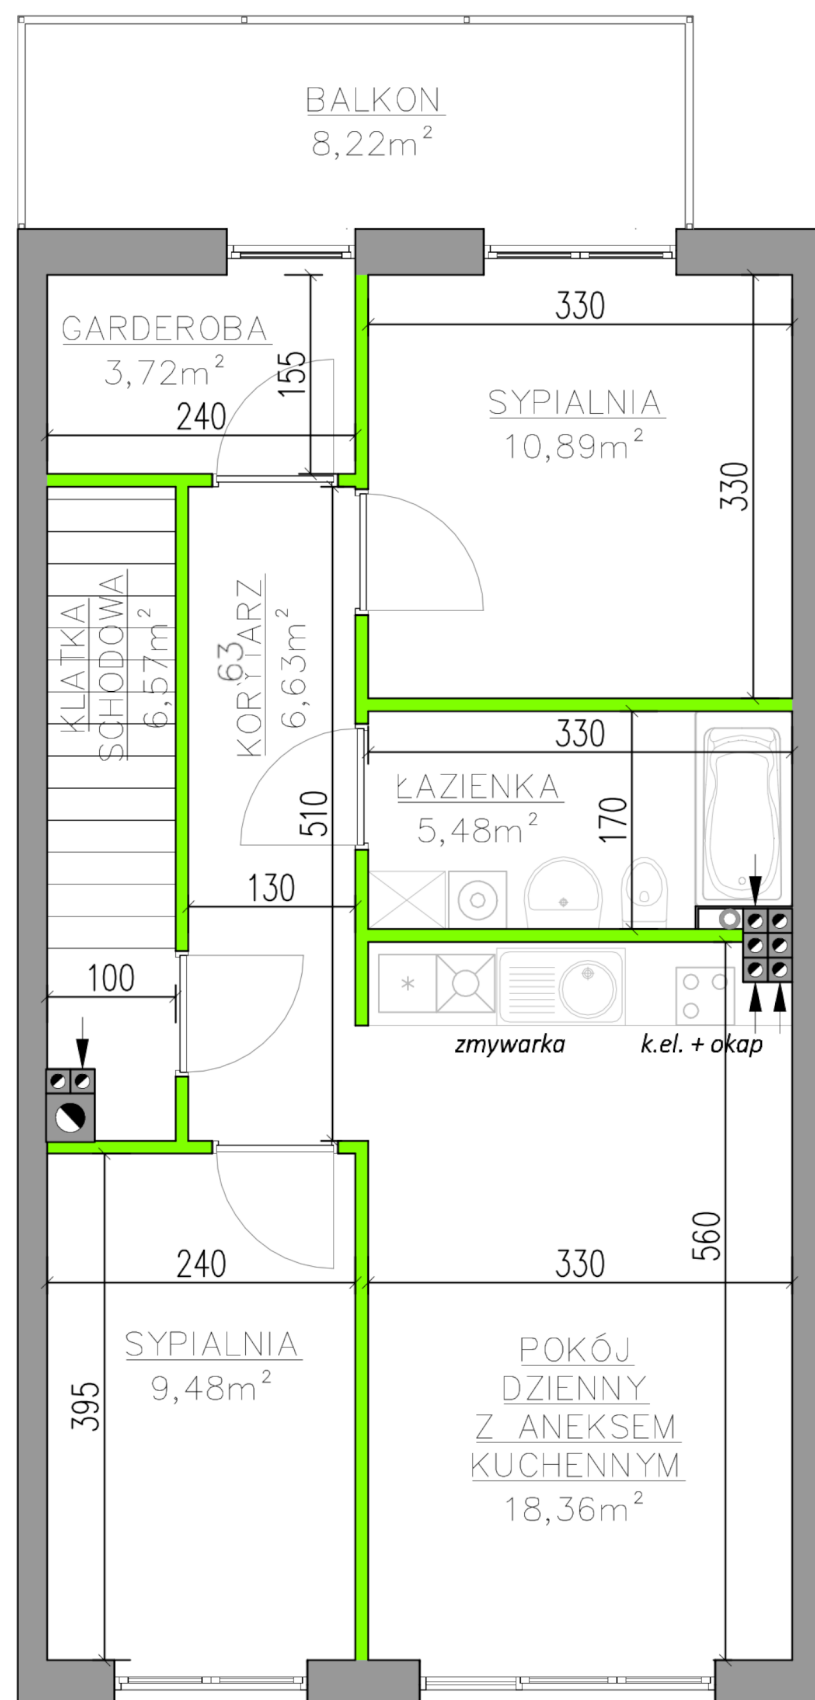 BALKON
8,22m²
GARDEROBA
3,72m²
155
240
330
SYPIALNIA
10,89m²
330
KLATKA
SCHODOWA
6,57m²
63
KORYTARZ
6,63m²
510
130
100
330
ŁAZIENKA
5,48m²
170
zmywarka
k.el. + okap
240
330
560
SYPIALNIA
9,48m²
395
POKÓJ
DZIENNY
Z ANEKSEM
KUCHENNYM
18,36m²